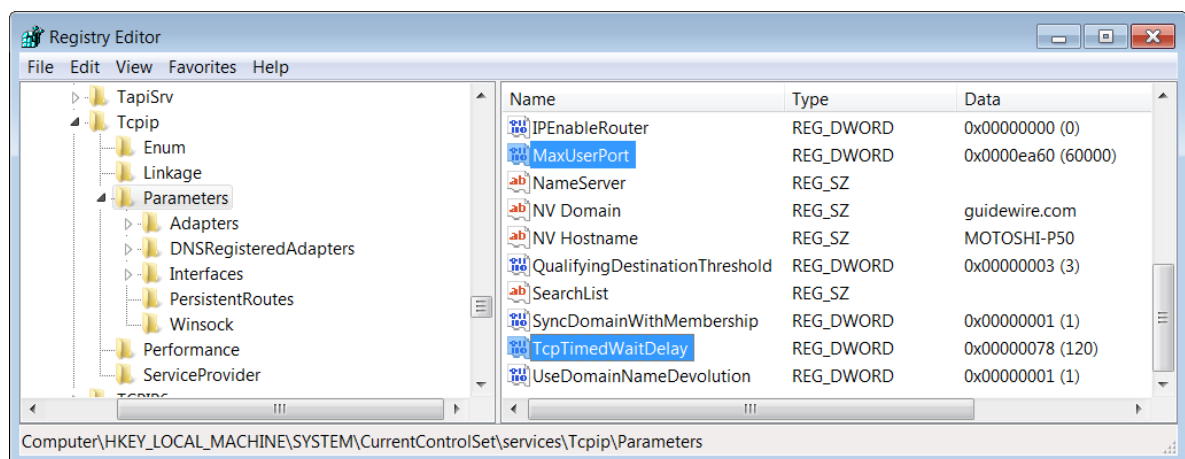 Registry Editor
File Edit View Favorites Help
TapiSrv
Tcpip
Enum
Linkage
Parameters
Adapters
DNSRegisteredAdapters
Interfaces
PersistentRoutes
Winsock
Performance
ServiceProvider
Name Type Data
IPEnableRouter REG_DWORD 0x00000000 (0)
MaxUserPort REG_DWORD 0x0000ea60 (60000)
NameServer REG_SZ
NV Domain REG_SZ guidewire.com
NV Hostname REG_SZ MOTOSHI-P50
QualifyingDestinationThreshold REG_DWORD 0x00000003 (3)
SearchList REG_SZ
SyncDomainWithMembership REG_DWORD 0x00000001 (1)
TcpTimedWaitDelay REG_DWORD 0x00000078 (120)
UseDomainNameDevolution REG_DWORD 0x00000001 (1)
Computer\HKEY_LOCAL_MACHINE\SYSTEM\CurrentControlSet\services\Tcpip\Parameters